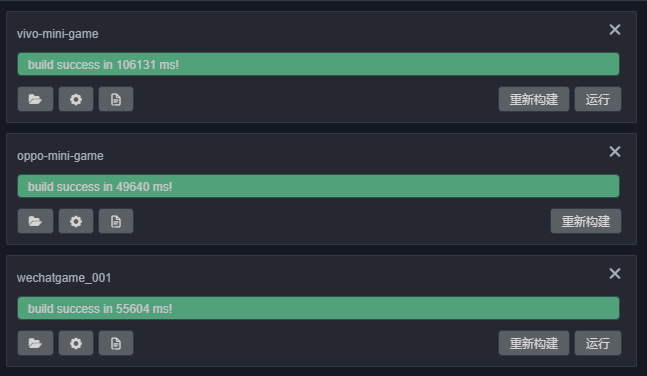 vivo-mini-game
build success in 106131 ms!
重新构建 运行
oppo-mini-game
build success in 49640 ms!
重新构建
wechatgame_001
build success in 55604 ms!
重新构建 运行